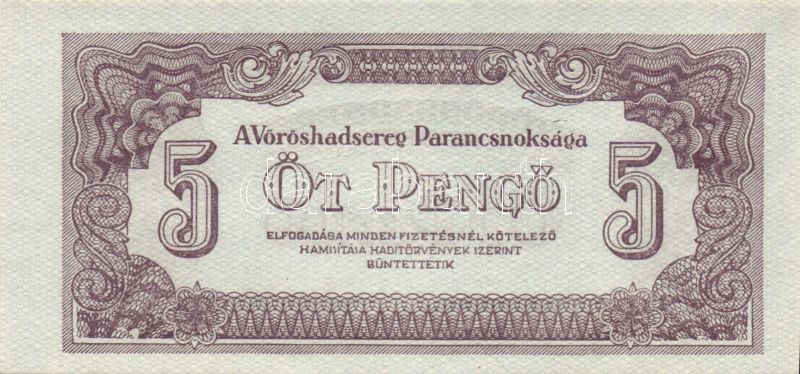 A Vöröshadsereg Parancsnoksága
5 ÖT PENGŐ 5
ELFOGADÁSA MINDEN FIZETÉSNÉL KÖTELEZŐ
HAMISÍTÁSA HADITÖRVÉNYEK SZERINT
BÜNTETTETIK